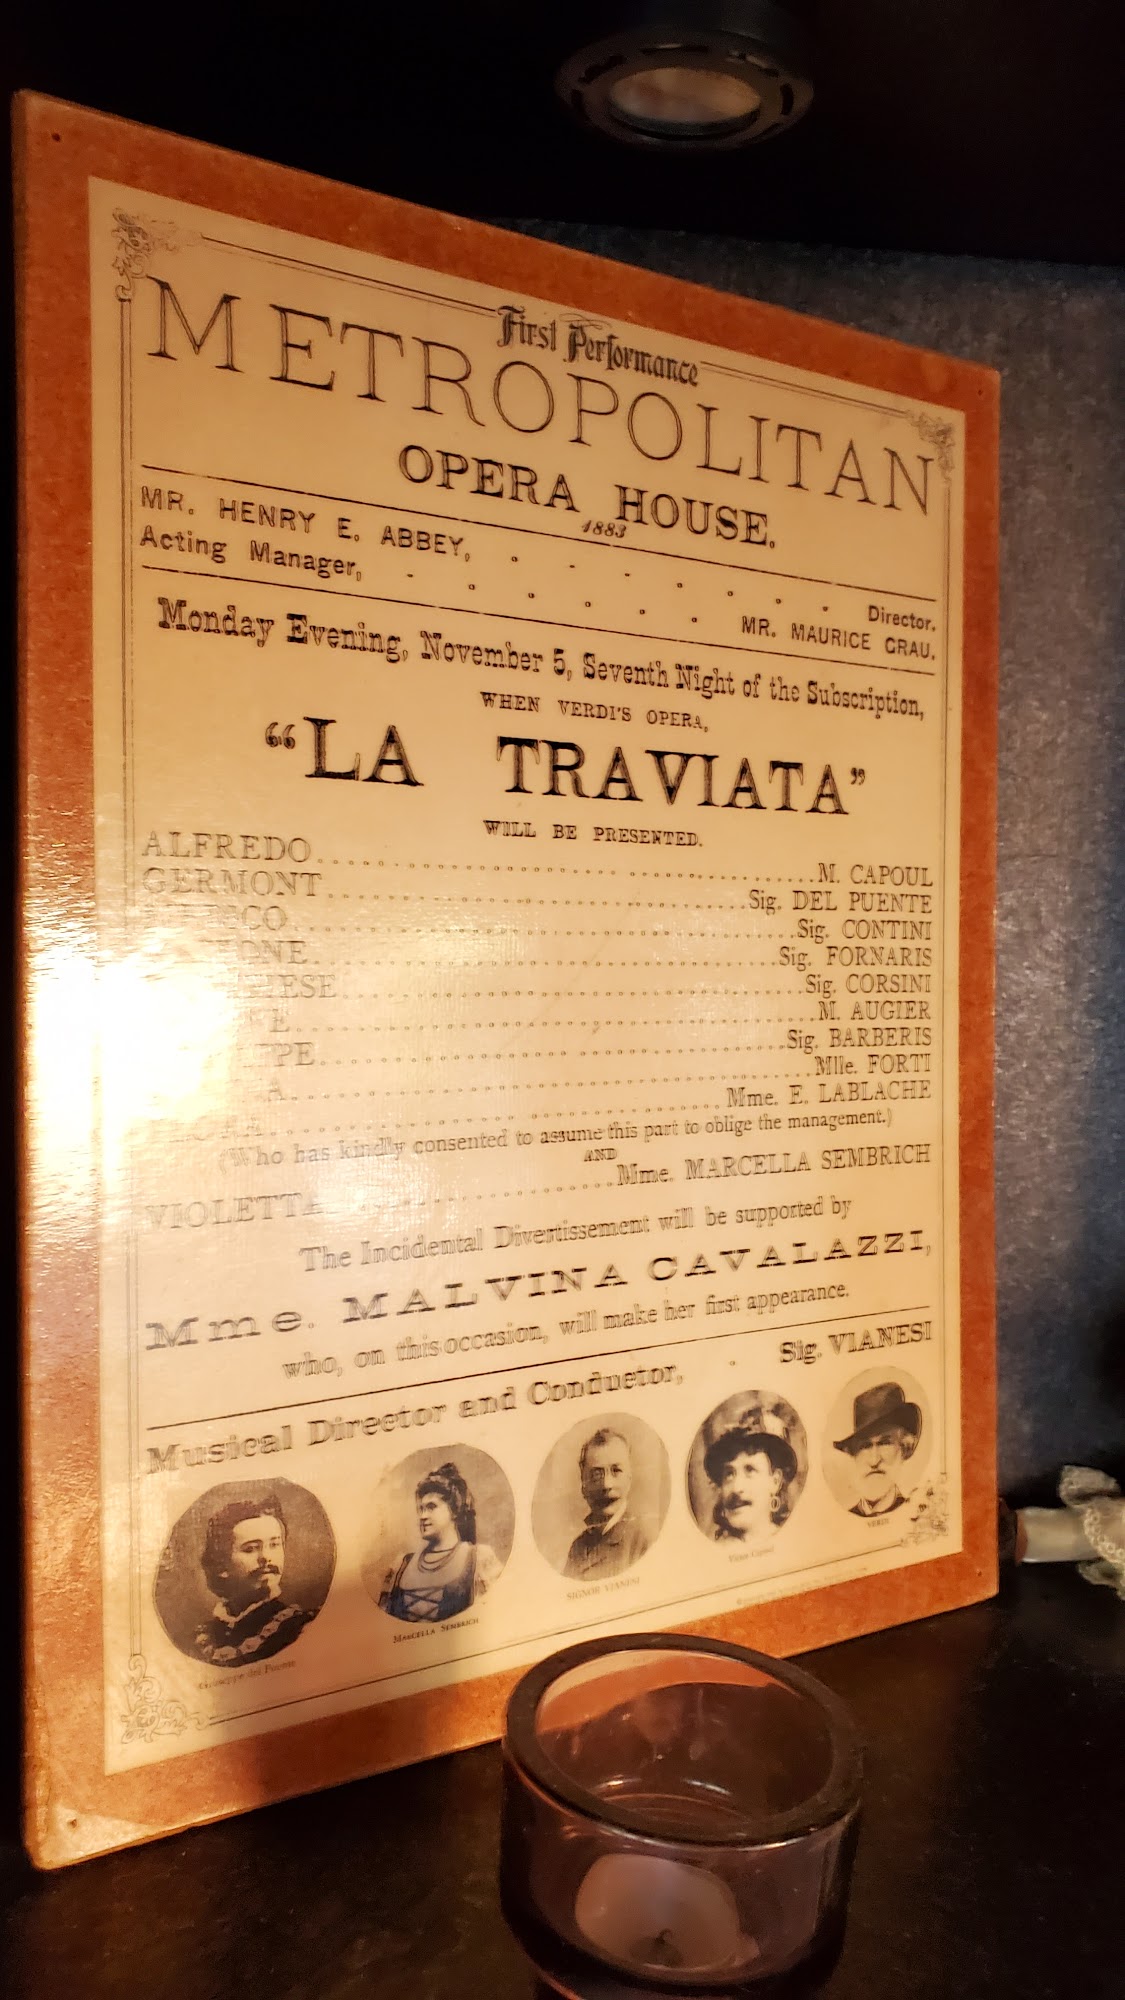 First Performance
METROPOLITAN
OPERA HOUSE.
1883
MR. HENRY E. ABBEY, . . . . . . . Director.
Acting Manager, . . . . . . MR. MAURICE GRAU.
Monday Evening, November 5, Seventh Night of the Subscription,
WHEN VERDI'S OPERA,
“LA TRAVIATA”
WILL BE PRESENTED.
ALFREDO M. CAPOUL
GERMONT Sig. DEL PUENTE
Sig. CONTINI
Sig. FORNARIS
Sig. CORSINI
M. AUGIER
Sig. BARBERIS
Mlle. FORTI
Mme. E. LABLACHE
(Who has kindly consented to assume this part to oblige the management.)
AND
VIOLETTA Mme. MARCELLA SEMBRICH
The Incidental Divertissement will be supported by
Mme. MALVINA CAVALAZZI,
who, on this occasion, will make her first appearance.
Musical Director and Conductor, . Sig. VIANESI
Giuseppe del Puente
MARCELLA SEMBRICH
SIGNOR VIANESI
Victor Capoul
VERDI